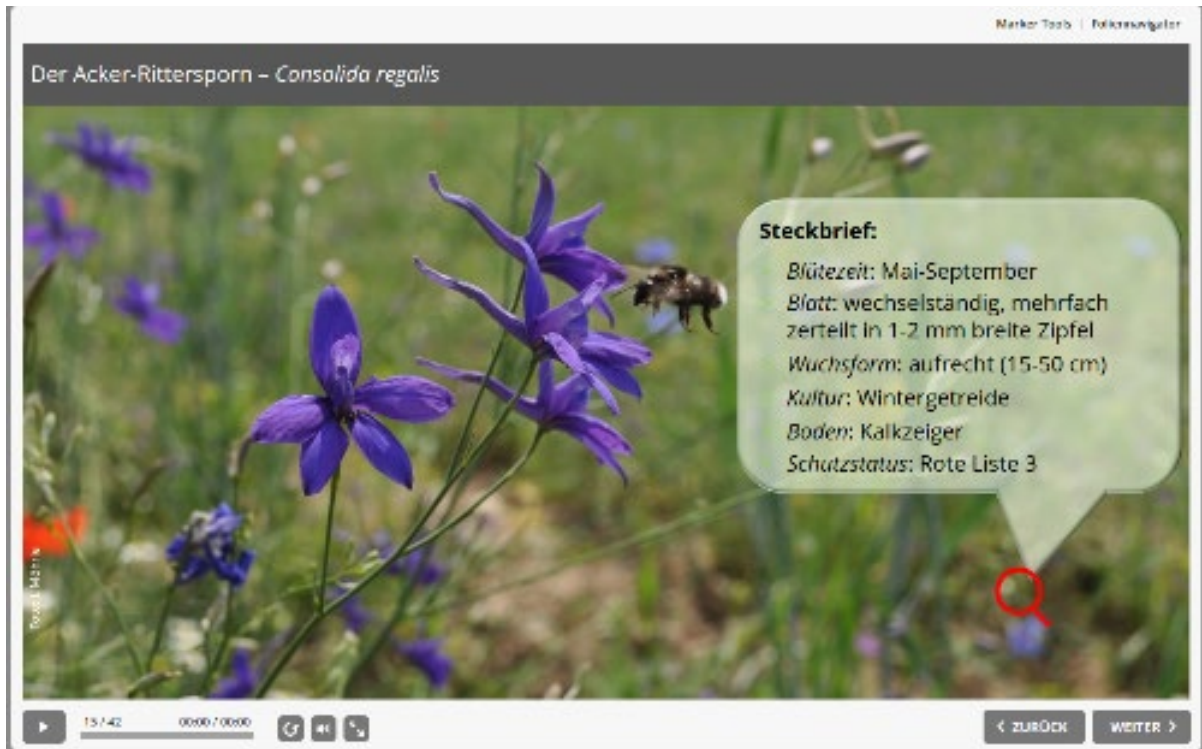 Marker Tools | Foliennavigator
Der Acker-Rittersporn – Consolida regalis
Steckbrief:
Blütezeit: Mai-September
Blatt: wechselständig, mehrfach
zerteilt in 1-2 mm breite Zipfel
Wuchsform: aufrecht (15-50 cm)
Kultur: Wintergetreide
Boden: Kalkzeiger
Schutzstatus: Rote Liste 3
/ 42
00:00 / 00:00
ZURÜCK
WEITER